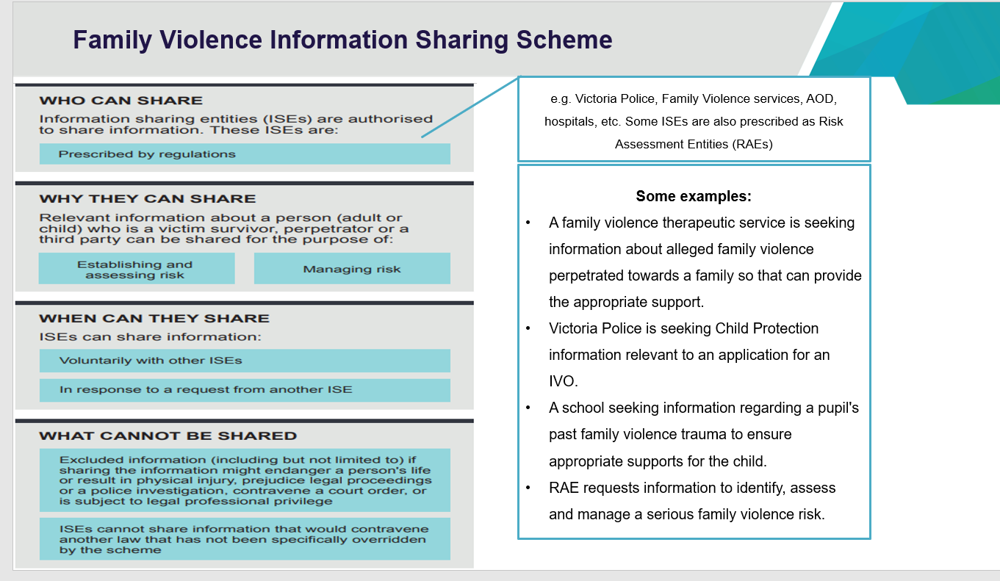 Family Violence Information Sharing Scheme
WHO CAN SHARE
Information sharing entities (ISEs) are authorised
to share information. These ISEs are:
Prescribed by regulations
WHY THEY CAN SHARE
Relevant information about a person (adult or
child) who is a victim survivor, perpetrator or a
third party can be shared for the purpose of:
Establishing and
assessing risk
Managing risk
WHEN CAN THEY SHARE
ISEs can share information:
Voluntarily with other ISEs
In response to a request from another ISE
WHAT CANNOT BE SHARED
Excluded information (including but not limited to) if
sharing the information might endanger a person's life
or result in physical injury, prejudice legal proceedings
or a police investigation, contravene a court order, or
is subject to legal professional privilege
ISEs cannot share information that would contravene
another law that has not been specifically overridden
by the scheme
e.g. Victoria Police, Family Violence services, AOD,
hospitals, etc. Some ISEs are also prescribed as Risk
Assessment Entities (RAEs)
Some examples:
• A family violence therapeutic service is seeking
information about alleged family violence
perpetrated towards a family so that can provide
the appropriate support.
• Victoria Police is seeking Child Protection
information relevant to an application for an
IVO.
• A school seeking information regarding a pupil's
past family violence trauma to ensure
appropriate supports for the child.
• RAE requests information to identify, assess
and manage a serious family violence risk.